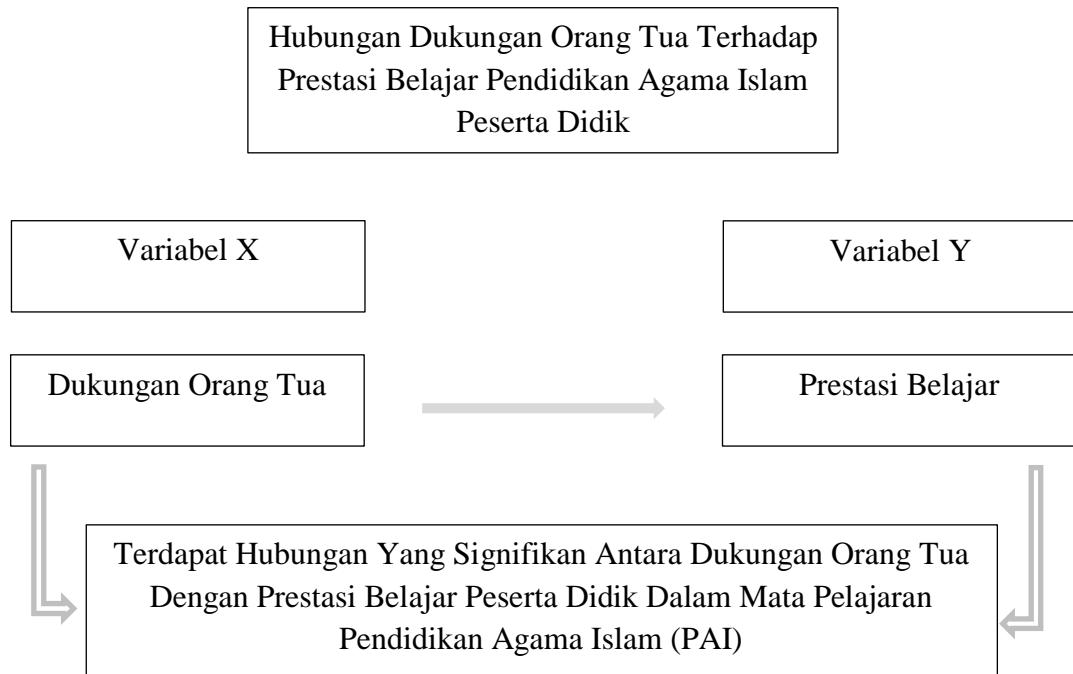 Hubungan Dukungan Orang Tua Terhadap
Prestasi Belajar Pendidikan Agama Islam
Peserta Didik
Variabel X
Variabel Y
Dukungan Orang Tua
Prestasi Belajar
Terdapat Hubungan Yang Signifikan Antara Dukungan Orang Tua
Dengan Prestasi Belajar Peserta Didik Dalam Mata Pelajaran
Pendidikan Agama Islam (PAI)